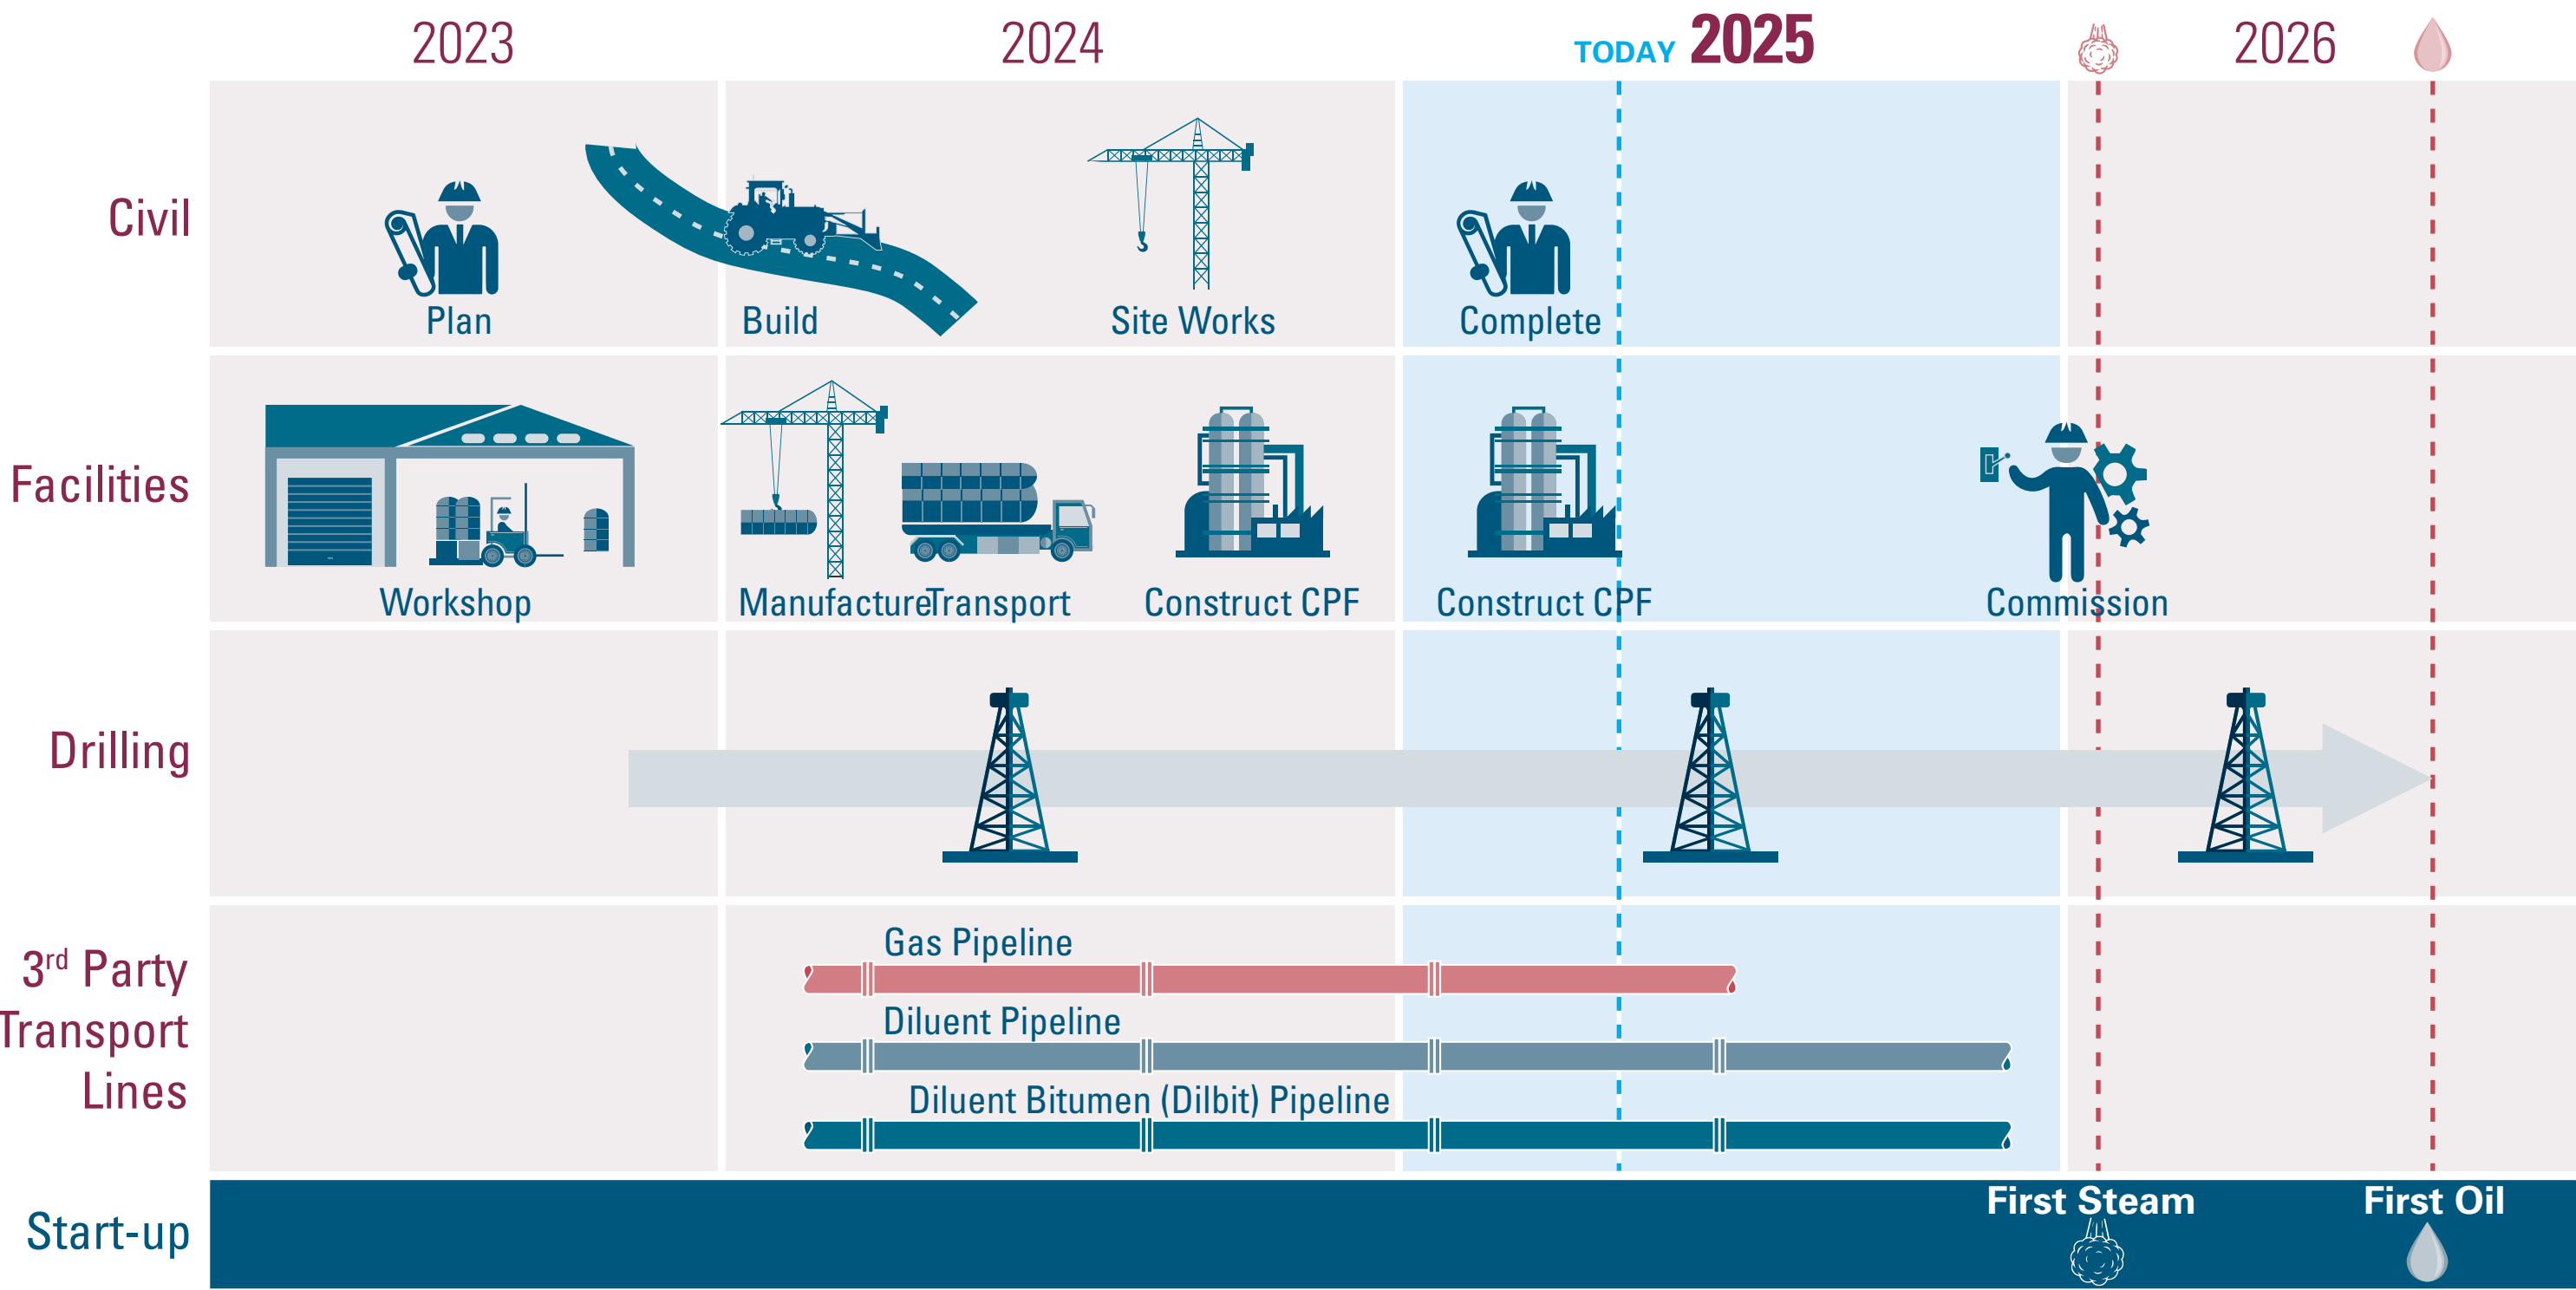 2023
2024
TODAY 2025
2026
Civil
Plan
Build
Site Works
Complete
Facilities
Workshop
Manufacture
Transport
Construct CPF
Construct CPF
Commission
Drilling
3rd Party
Transport
Lines
Gas Pipeline
Diluent Pipeline
Diluent Bitumen (Dilbit) Pipeline
Start-up
First Steam
First Oil